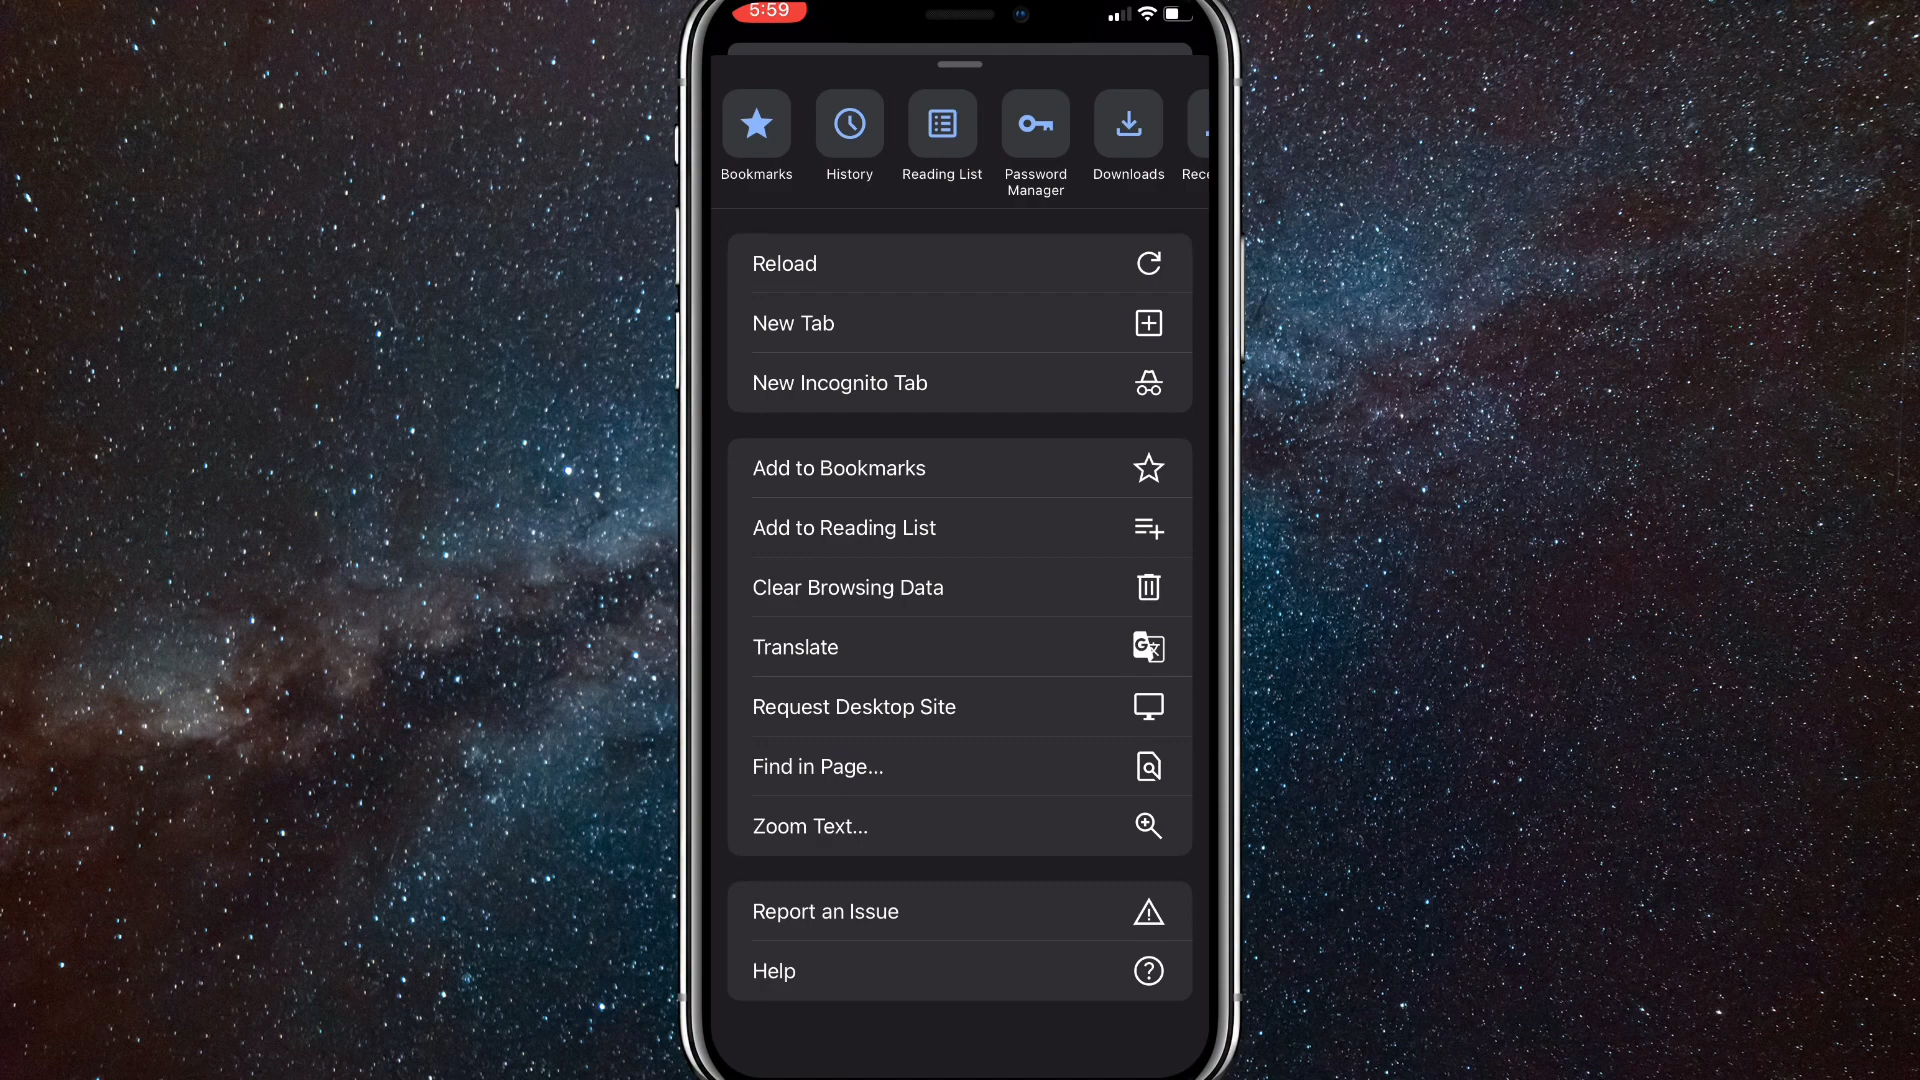 5:59
Bookmarks
History
Reading List
Password
Manager
Downloads
Rece
Reload
New Tab
New Incognito Tab
Add to Bookmarks
Add to Reading List
Clear Browsing Data
Translate
Request Desktop Site
Find in Page...
Zoom Text...
Report an Issue
Help